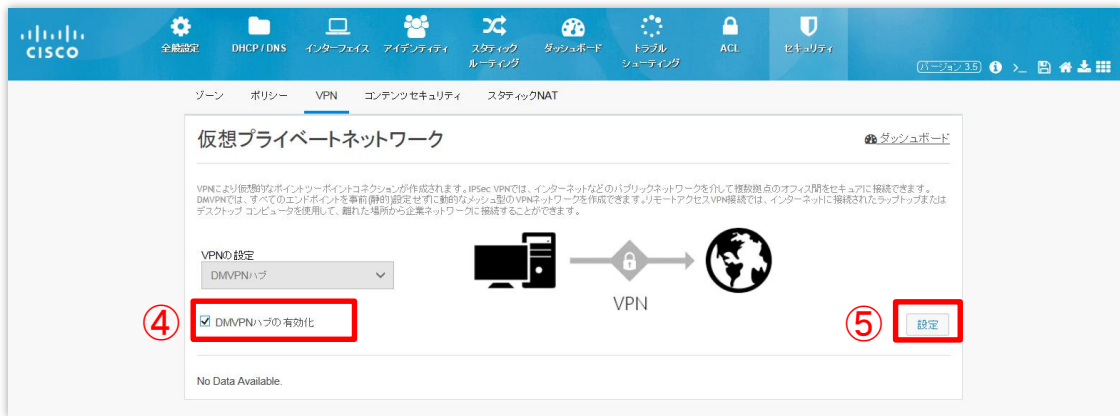 CISCO
全般設定
DHCP / DNS
インターフェイス
アイデンティティ
スタティック
ルーティング
ダッシュボード
トラブル
シューティング
ACL
セキュリティ
バージョン 3.5
ゾーン ポリシー VPN コンテンツセキュリティ スタティックNAT
仮想プライベートネットワーク
ダッシュボード
VPNにより仮想的なポイントツーポイントコネクションが作成されます。IPSec VPNでは、インターネットなどのパブリックネットワークを介して複数拠点のオフィス間をセキュアに接続できます。
DMVPNでは、すべてのエンドポイントを事前(静的)設定せずに動的なメッシュ型のVPNネットワークを作成できます。リモートアクセスVPN接続では、インターネットに接続されたラップトップまたは
デスクトップ コンピュータを使用して、離れた場所から企業ネットワークに接続することができます。
VPNの設定
DMVPNハブ
VPN
④ DMVPNハブの有効化
⑤ 設定
No Data Available.